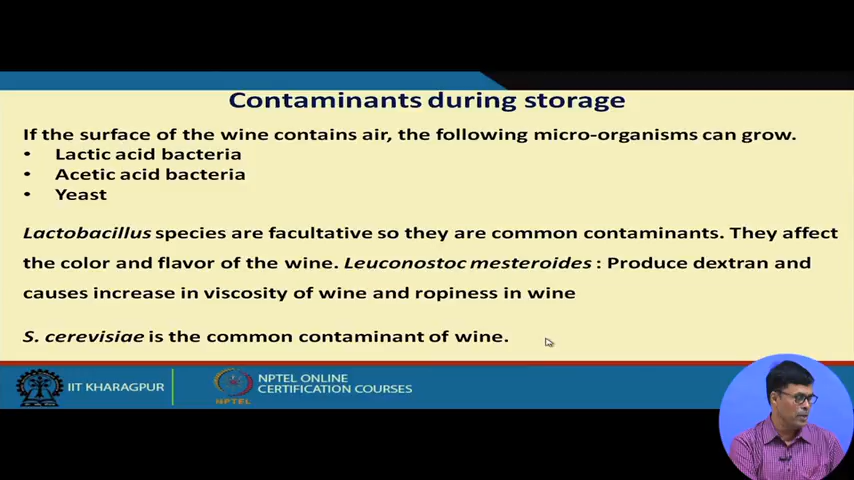 Contaminants during storage
If the surface of the wine contains air, the following micro-organisms can grow.
• Lactic acid bacteria
• Acetic acid bacteria
• Yeast
Lactobacillus species are facultative so they are common contaminants. They affect
the color and flavor of the wine. Leuconostoc mesteroides : Produce dextran and
causes increase in viscosity of wine and ropiness in wine
S. cerevisiae is the common contaminant of wine.
IIT KHARAGPUR
NPTEL
NPTEL ONLINE
CERTIFICATION COURSES